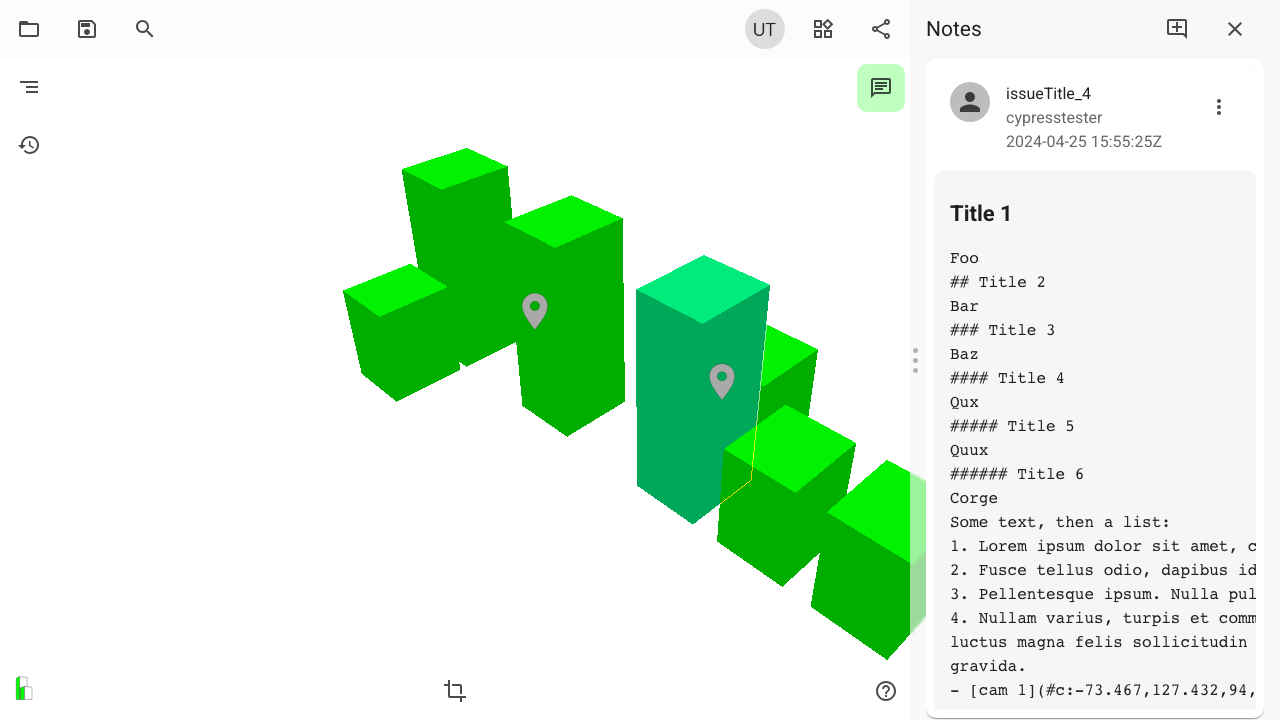 UT
Notes
issueTitle_4
cypresstester
2024-04-25 15:55:25Z
Title 1
Foo
## Title 2
Bar
### Title 3
Baz
#### Title 4
Qux
##### Title 5
Quux
###### Title 6
Corge
Some text, then a list:
1. Lorem ipsum dolor sit amet, c
2. Fusce tellus odio, dapibus id
3. Pellentesque ipsum. Nulla pul
4. Nullam varius, turpis et comm
luctus magna felis sollicitudin
gravida.
- [cam 1](#c:-73.467,127.432,94,